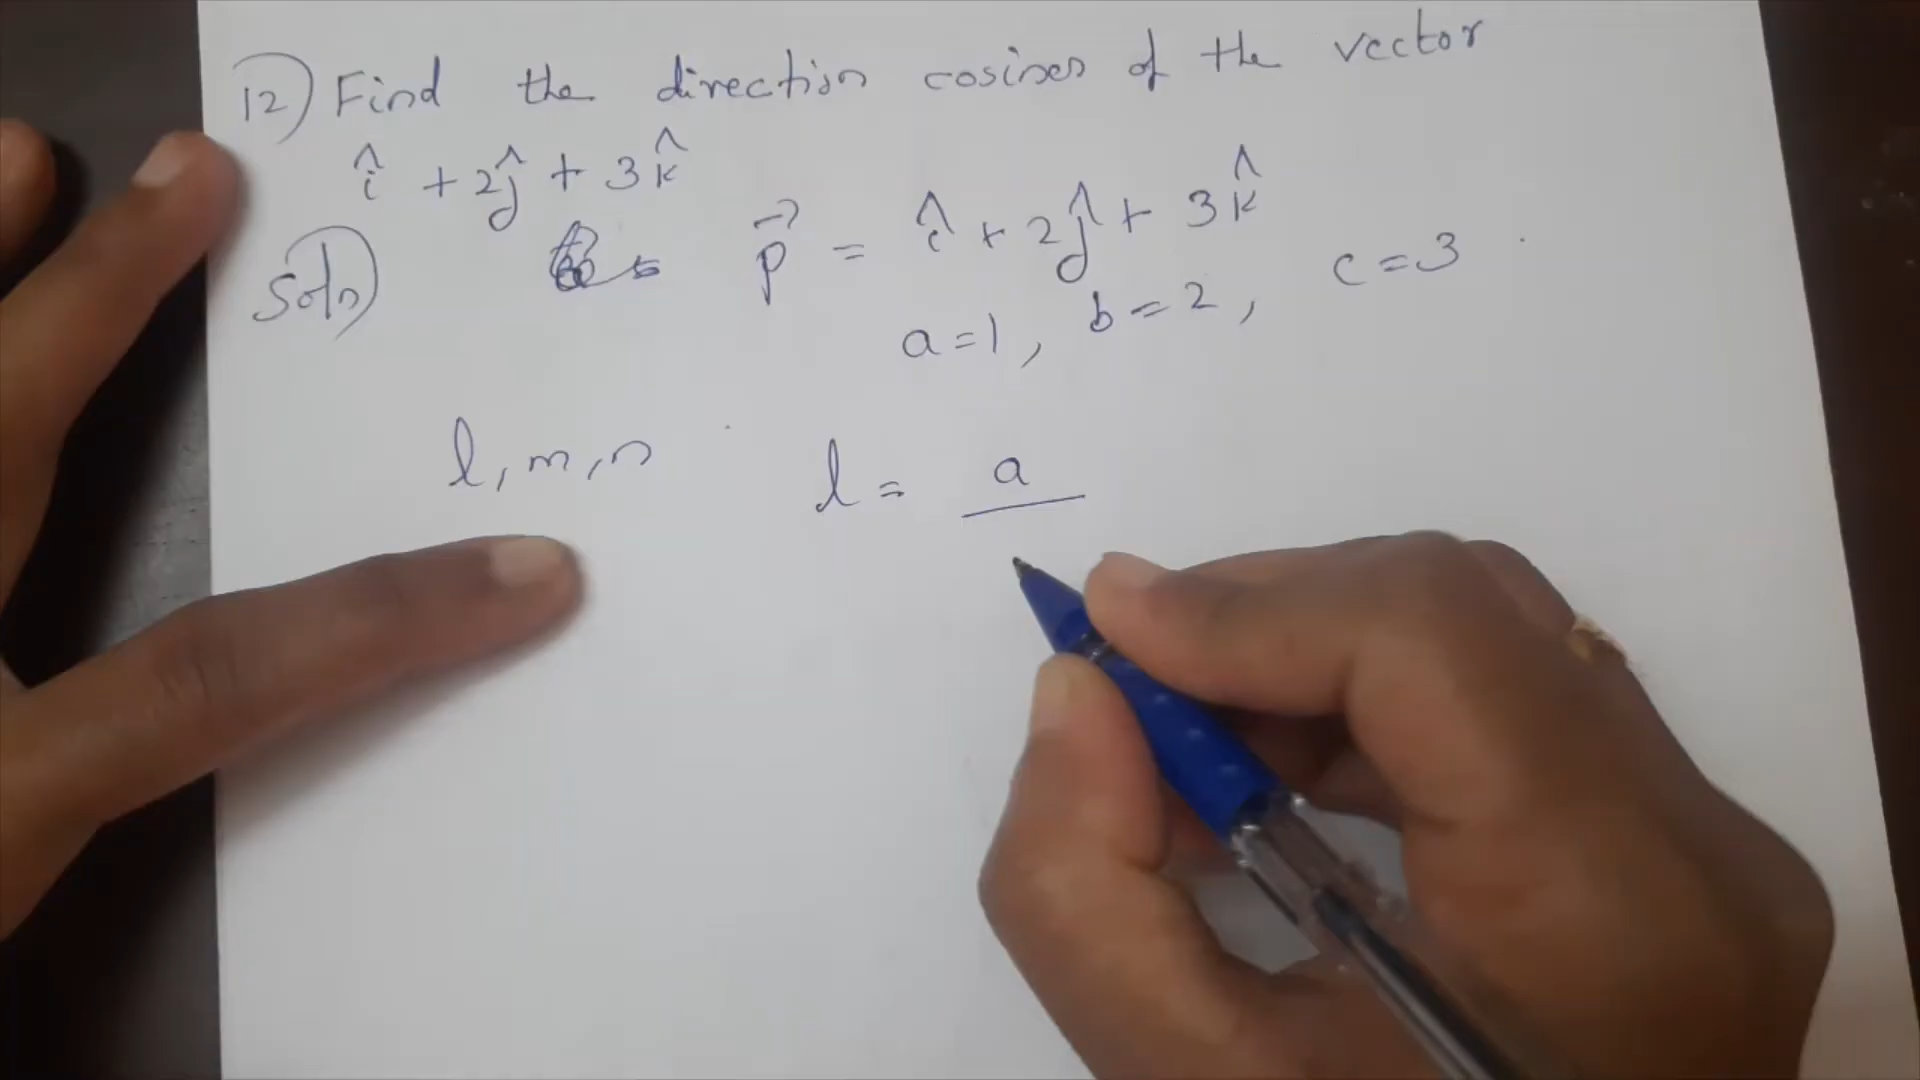 12) Find the direction cosines of the vector
î + 2ĵ + 3k̂
Soln p⃗ = î + 2ĵ + 3k̂
a = 1, b = 2, c = 3
l, m, n l = a